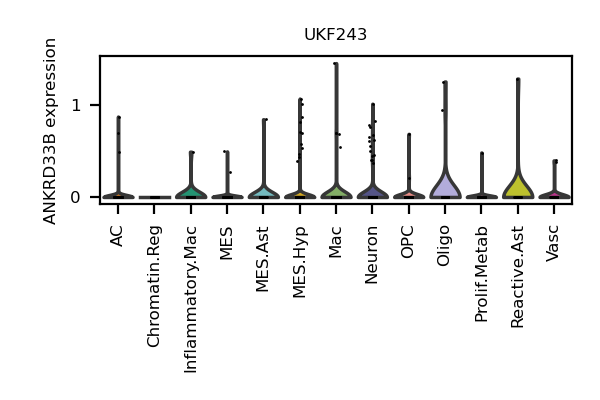 UKF243
ANKRD33B expression
1
0
AC
Chromatin.Reg
Inflammatory.Mac
MES
MES.Ast
MES.Hyp
Mac
Neuron
OPC
Oligo
Prolif.Metab
Reactive.Ast
Vasc